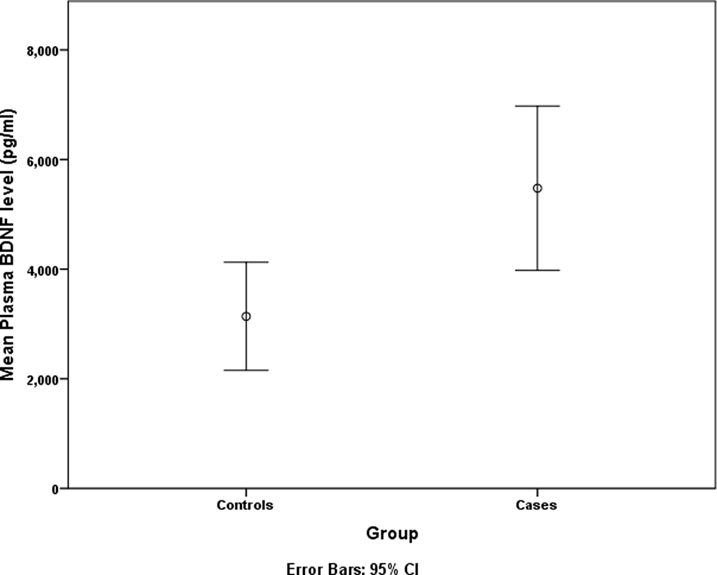 Mean Plasma BDNF level (pg/ml)
8,000
6,000
4,000
2,000
0
Controls
Cases
Group
Error Bars: 95% CI